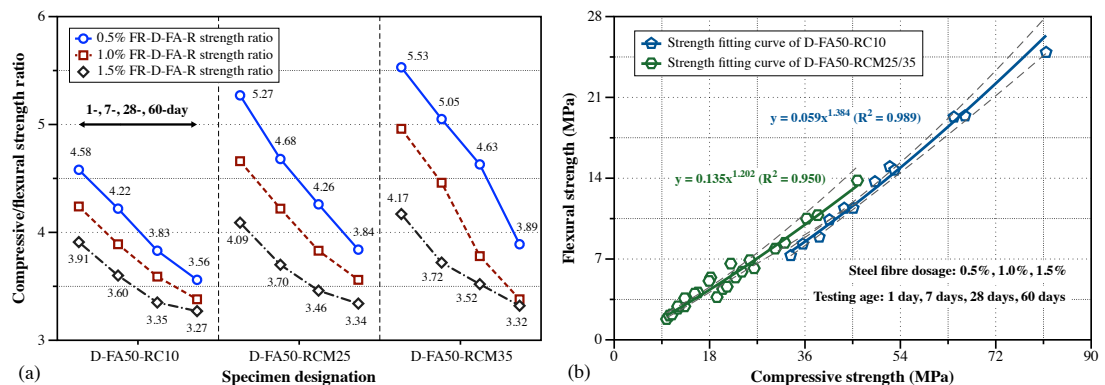 6
5
4
3
Compressive/flexural strength ratio
0.5% FR-D-FA-R strength ratio
1.0% FR-D-FA-R strength ratio
1.5% FR-D-FA-R strength ratio
1-, 7-, 28-, 60-day
4.58
4.22
3.83
3.56
3.91
3.60
3.35
3.27
5.27
4.68
4.26
3.84
4.09
3.70
3.46
3.34
5.53
5.05
4.63
3.89
4.17
3.72
3.52
3.32
D-FA50-RC10
D-FA50-RCM25
D-FA50-RCM35
(a)
Specimen designation
28
21
14
7
0
Flexural strength (MPa)
Strength fitting curve of D-FA50-RC10
Strength fitting curve of D-FA50-RCM25/35
y = 0.059x^1.384 (R^2 = 0.989)
y = 0.135x^1.202 (R^2 = 0.950)
Steel fibre dosage: 0.5%, 1.0%, 1.5%
Testing age: 1 day, 7 days, 28 days, 60 days
0
18
36
54
72
90
(b)
Compressive strength (MPa)